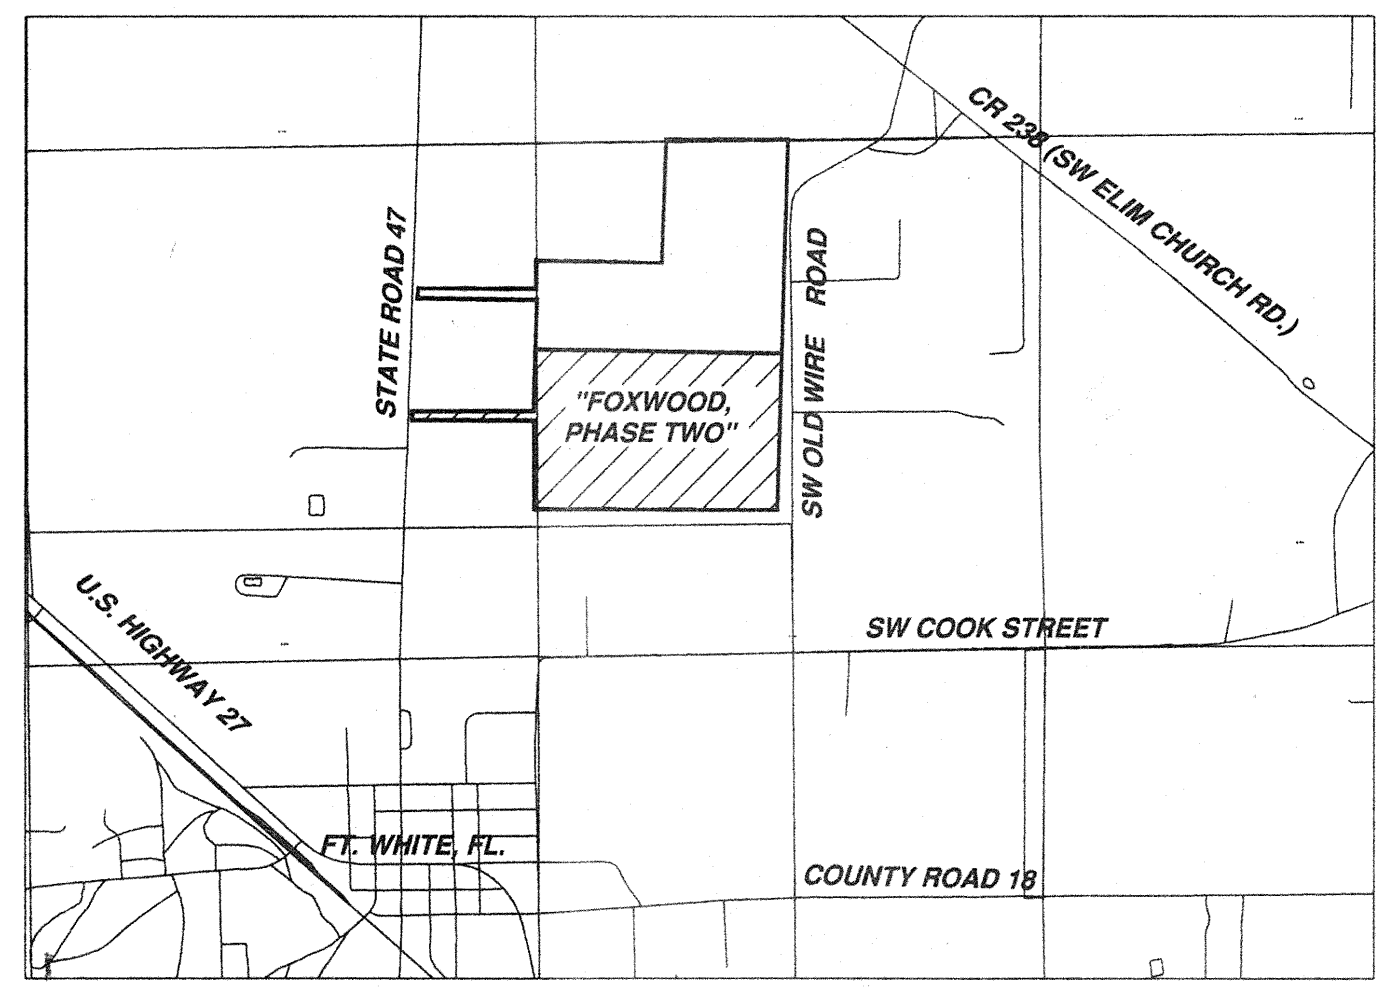 CR 238 (SW ELIM CHURCH RD.)
STATE ROAD 47
SW OLD WIRE ROAD
"FOXWOOD,
PHASE TWO"
U.S. HIGHWAY 27
SW COOK STREET
FT. WHITE, FL.
COUNTY ROAD 18